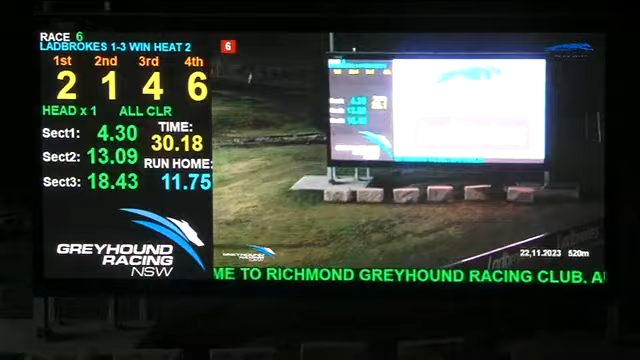 RACE 6
LADBROKES 1-3 WIN HEAT 2
6
1st 2nd 3rd 4th
2 1 4 6
HEAD x 1 ALL CLR
Sect1: 4.30
TIME:
30.18
Sect2: 13.09
RUN HOME:
Sect3: 18.43
11.75
GREYHOUND
RACING
NSW
22.11.2023 520m
ME TO RICHMOND GREYHOUND RACING CLUB. A